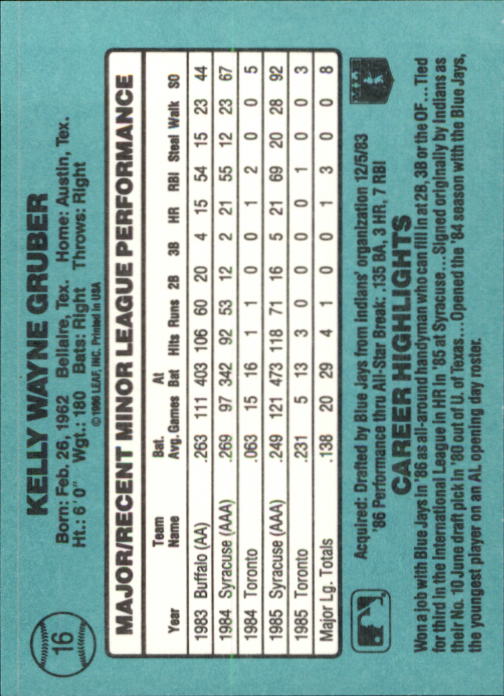 16
KELLY WAYNE GRUBER
Born: Feb. 26, 1962 Bellaire, Tex. Home: Austin, Tex.
Ht.: 6' 0" Wgt.: 180 Bats: Right Throws: Right
© 1986 LEAF, INC. Printed in USA
MAJOR/RECENT MINOR LEAGUE PERFORMANCE
Team Bat. At
Year Name Avg. Games Bat Hits Runs 2B 3B HR RBI Steal Walk SO
1983 Buffalo (AA) .263 111 403 106 60 20 4 15 54 15 23 44
1984 Syracuse (AAA) .269 97 342 92 53 12 2 21 55 12 23 67
1984 Toronto .063 15 16 1 1 0 0 1 2 0 0 5
1985 Syracuse (AAA) .249 121 473 118 71 16 5 21 69 20 28 92
1985 Toronto .231 5 13 3 0 0 0 0 1 0 0 3
Major Lg. Totals .138 20 29 4 1 0 0 1 3 0 0 8
Acquired: Drafted by Blue Jays from Indians' organization 12/5/83
'86 Performance thru All-Star Break: .135 BA, 3 HR, 7 RBI
CAREER HIGHLIGHTS
Won a job with Blue Jays in '86 as all-around handyman who can fill in at 2B, 3B or the OF...Tied
for third in the International League in HR in '85 at Syracuse...Signed originally by Indians as
their No. 10 June draft pick in '80 out of U. of Texas...Opened the '84 season with the Blue Jays,
the youngest player on an AL opening day roster.